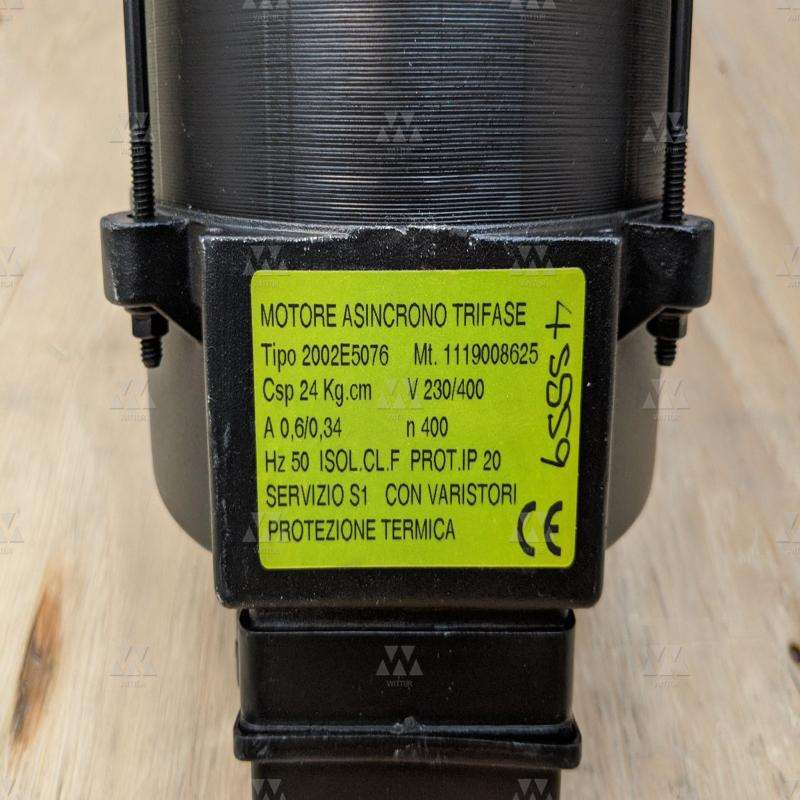 MOTORE ASINCRONO TRIFASE
Tipo 2002E5076 Mt. 1119008625
Csp 24 Kg.cm V 230/400
A 0,6/0,34 n 400
Hz 50 ISOL.CL.F PROT.IP 20
SERVIZIO S1 CON VARISTORI
PROTEZIONE TERMICA
CE
WITTUR